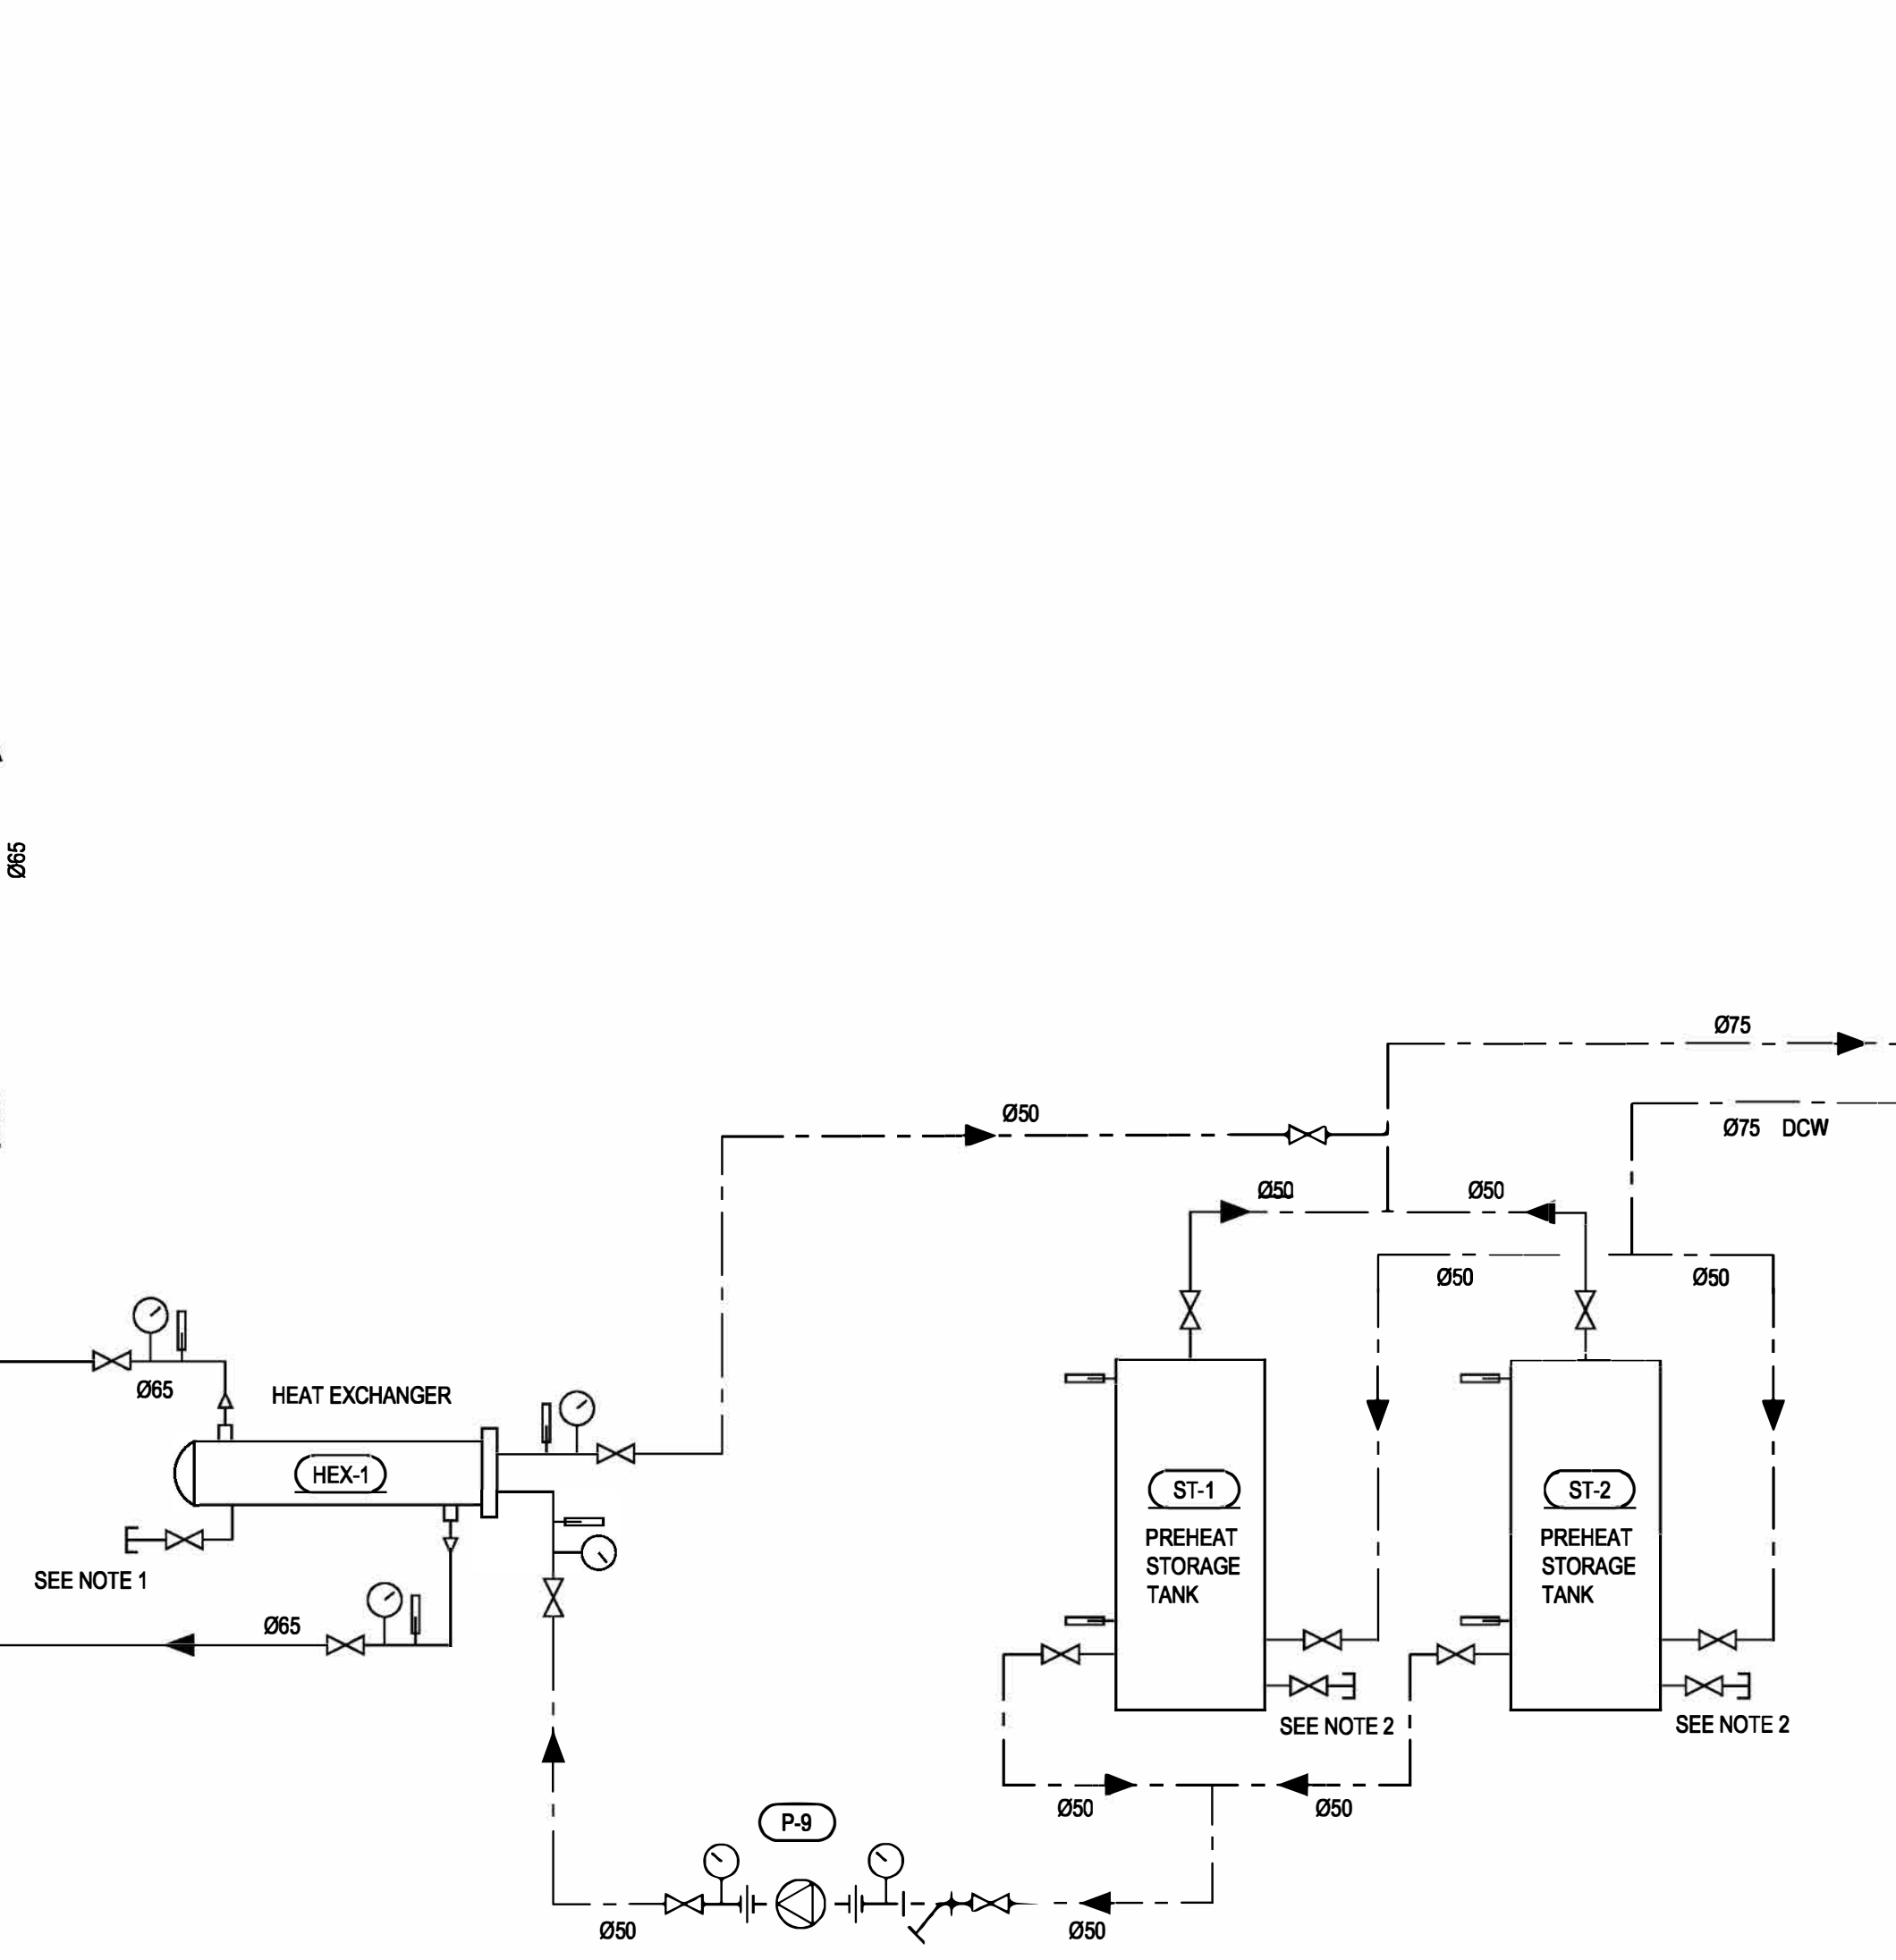 Ø65
Ø75
Ø75 DCW
Ø50
Ø50
Ø50
Ø50
Ø50
Ø65
HEAT EXCHANGER
HEX-1
SEE NOTE 1
Ø65
ST-1
PREHEAT
STORAGE
TANK
ST-2
PREHEAT
STORAGE
TANK
SEE NOTE 2
SEE NOTE 2
Ø50
Ø50
P-9
Ø50
Ø50